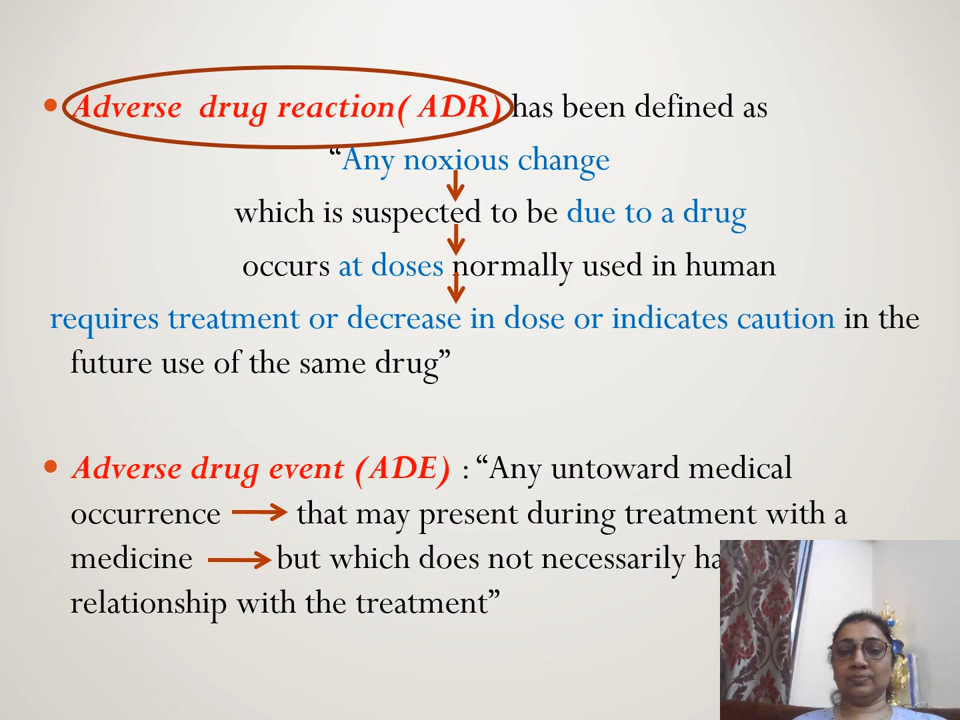 • Adverse drug reaction( ADR) has been defined as
“Any noxious change
which is suspected to be due to a drug
occurs at doses normally used in human
requires treatment or decrease in dose or indicates caution in the
future use of the same drug”
• Adverse drug event (ADE) : “Any untoward medical
occurrence that may present during treatment with a
medicine but which does not necessarily
relationship with the treatment”